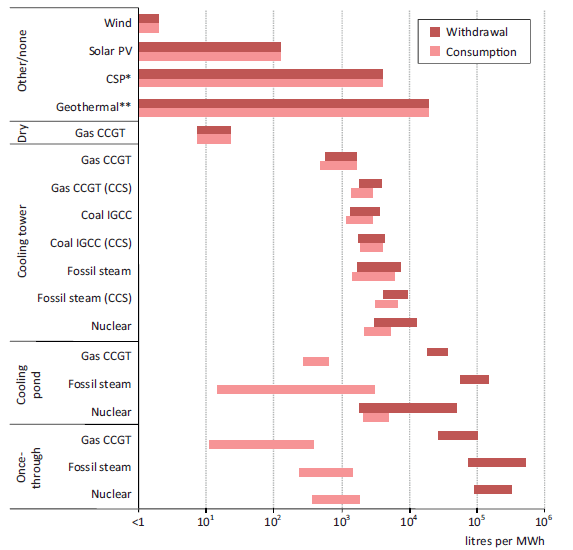 Withdrawal
Consumption
Other/none
Wind
Solar PV
CSP*
Geothermal**
Dry
Gas CCGT
Cooling tower
Gas CCGT
Gas CCGT (CCS)
Coal IGCC
Coal IGCC (CCS)
Fossil steam
Fossil steam (CCS)
Nuclear
Cooling
pond
Gas CCGT
Fossil steam
Nuclear
Once-
through
Gas CCGT
Fossil steam
Nuclear
<1 10¹ 10² 10³ 10⁴ 10⁵ 10⁶
litres per MWh